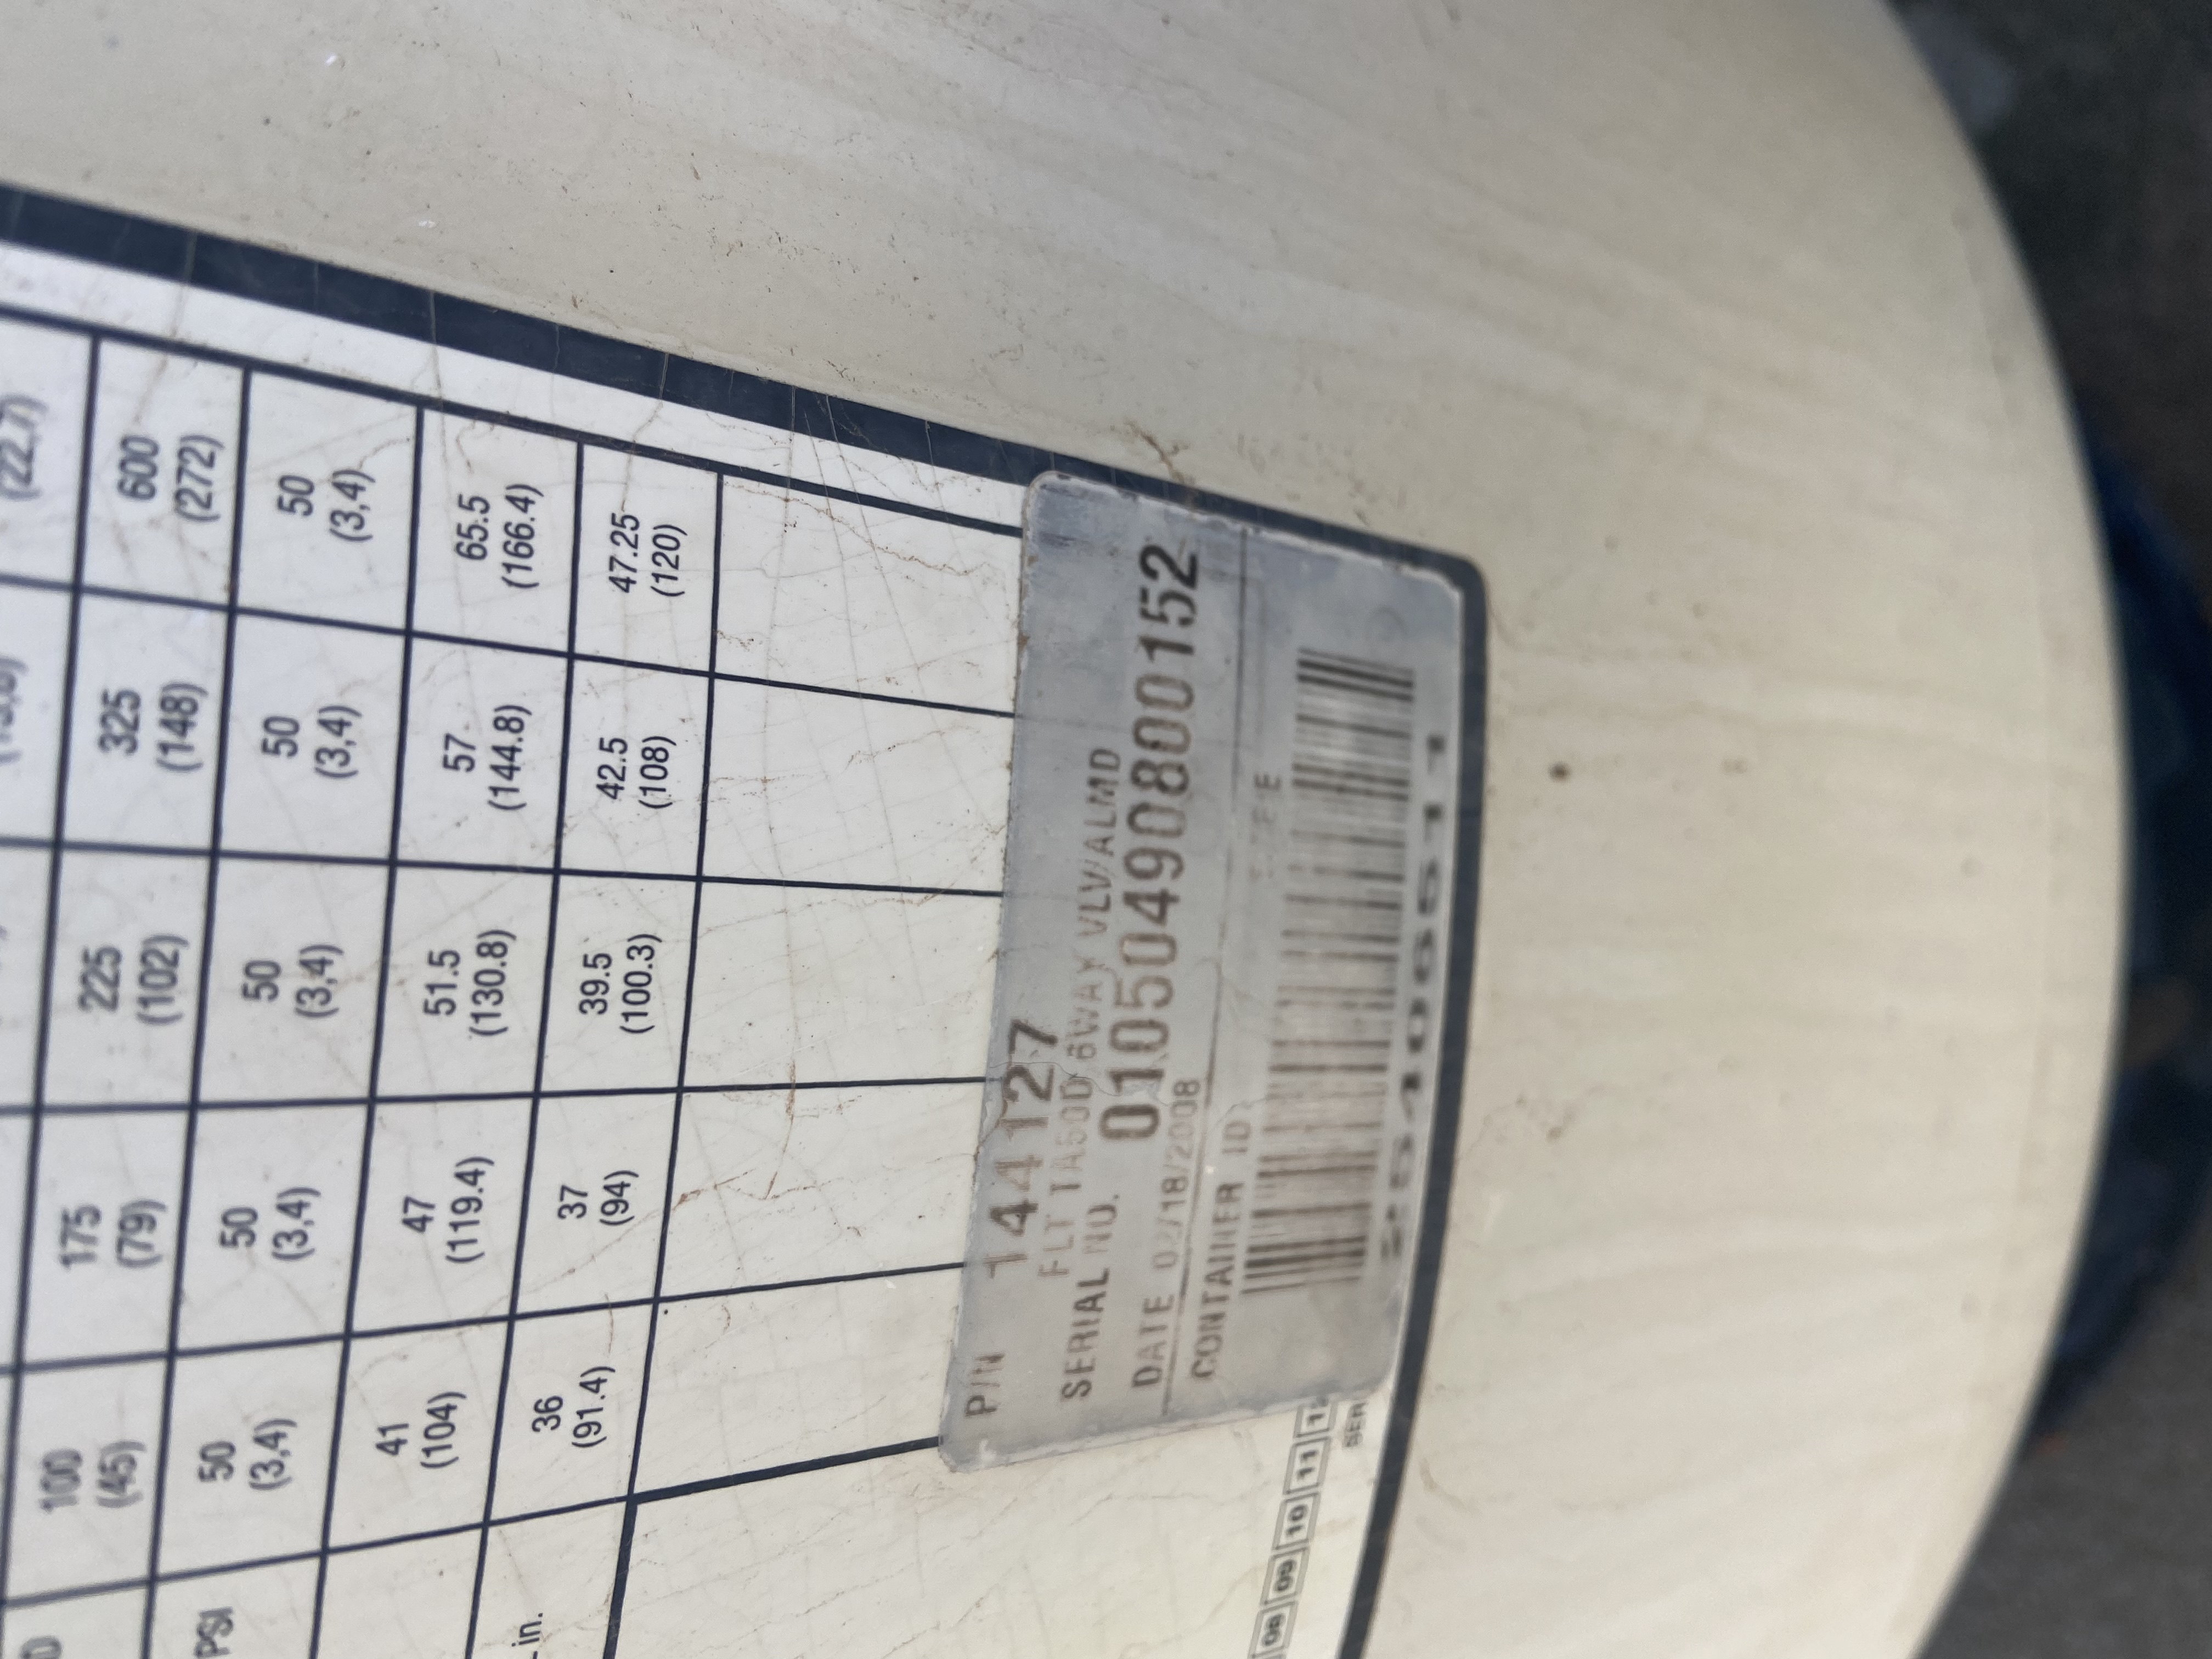 100 175 225 325 600
(45) (79) (102) (148) (272)
PSI 50 50 50 50 50
(3,4) (3,4) (3,4) (3,4) (3,4)
41 47 51.5 57 65.5
(104) (119.4) (130.8) (144.8) (166.4)
in. 36 37 39.5 42.5 47.25
(91.4) (94) (100.3) (108) (120)
P/N 144127
FLT TA50D 6WAY VLV/ALMD
SERIAL NO. 0105049080015 2
DATE 02/18/2008
CONTAINER ID:
08 09 10 11
SER